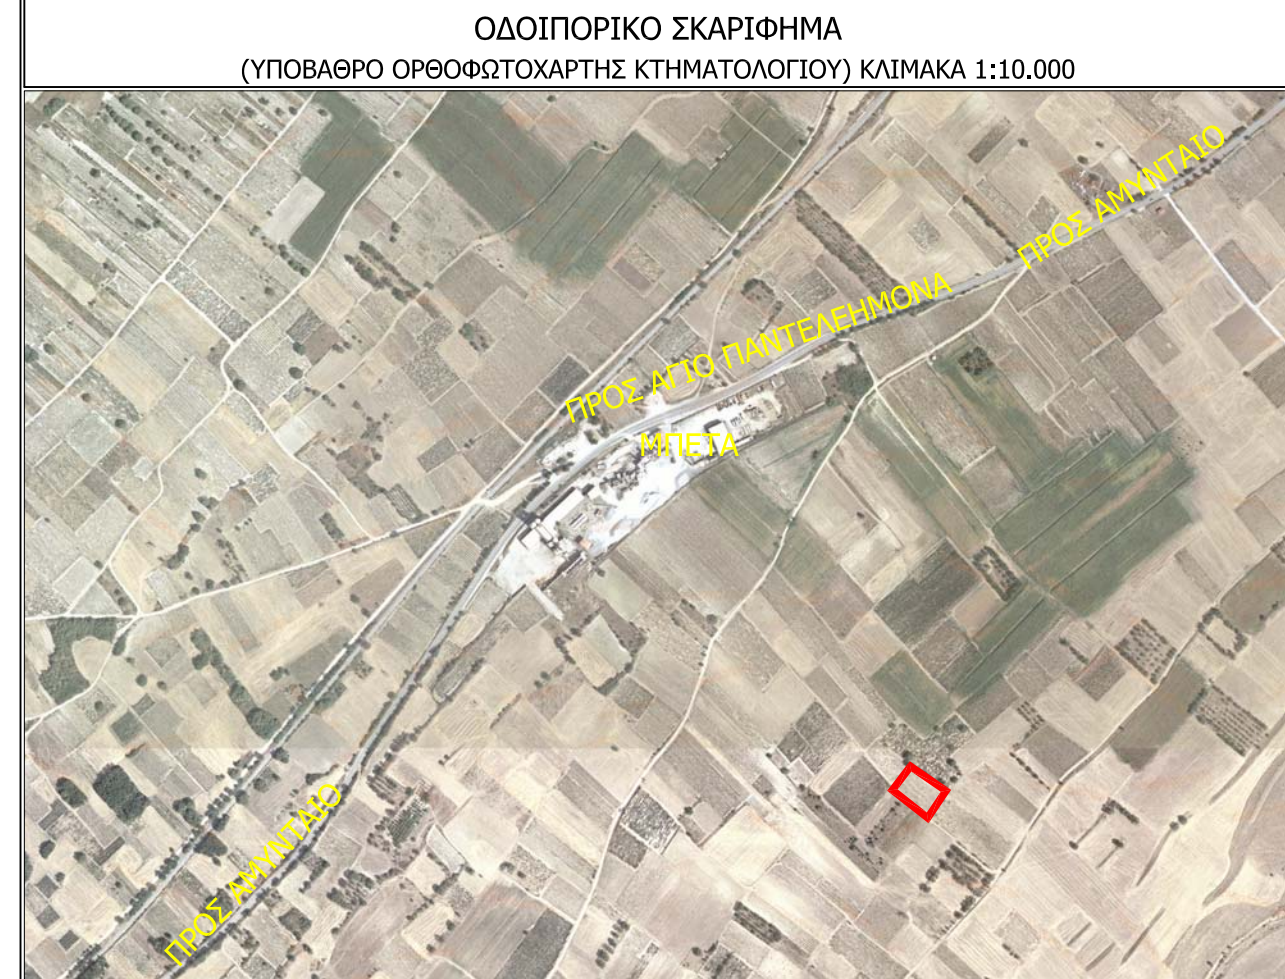 ΟΔΟΙΠΟΡΙΚΟ ΣΚΑΡΙΦΗΜΑ
(ΥΠΟΒΑΘΡΟ ΟΡΘΟΦΩΤΟΧΑΡΤΗΣ ΚΤΗΜΑΤΟΛΟΓΙΟΥ) ΚΛΙΜΑΚΑ 1:10.000
ΠΡΟΣ ΑΜΥΝΤΑΙΟ
ΠΡΟΣ ΑΓΙΟ ΠΑΝΤΕΛΕΗΜΟΝΑ
ΜΠΕΤΑ
ΠΡΟΣ ΑΜΥΝΤΑΙΟ